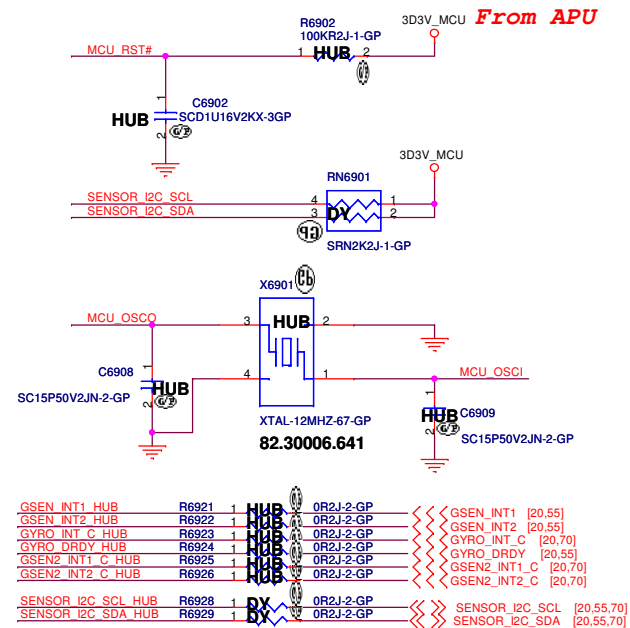 From APU
R6902
100KR2J-1-GP
3D3V_MCU
MCU_RST#
1 HUB 2
C6902
SCD1U16V2KX-3GP
HUB
1
2
G/P
3D3V_MCU
RN6901
SENSOR_I2C_SCL 4 1
SENSOR_I2C_SDA 3 DY 2
SRN2K2J-1-GP
X6901
MCU_OSCO 3 HUB 2
4 1 MCU_OSCI
C6908
1
HUB
2
G/P
SC15P50V2JN-2-GP
XTAL-12MHZ-67-GP
82.30006.641
1
HUB C6909
2
G/P
SC15P50V2JN-2-GP
GSEN_INT1_HUB R6921 1 HUB 0R2J-2-GP GSEN_INT1 [20,55]
GSEN_INT2_HUB R6922 1 HUB 0R2J-2-GP GSEN_INT2 [20,55]
GYRO_INT_C_HUB R6923 1 HUB 0R2J-2-GP GYRO_INT_C [20,70]
GYRO_DRDY_HUB R6924 1 HUB 0R2J-2-GP GYRO_DRDY [20,55]
GSEN2_INT1_C_HUB R6925 1 HUB 0R2J-2-GP GSEN2_INT1_C [20,70]
GSEN2_INT2_C_HUB R6926 1 HUB 0R2J-2-GP GSEN2_INT2_C [20,70]
SENSOR_I2C_SCL_HUB R6928 1 DY 0R2J-2-GP SENSOR_I2C_SCL [20,55,70]
SENSOR_I2C_SDA_HUB R6929 1 DY 0R2J-2-GP SENSOR_I2C_SDA [20,55,70]